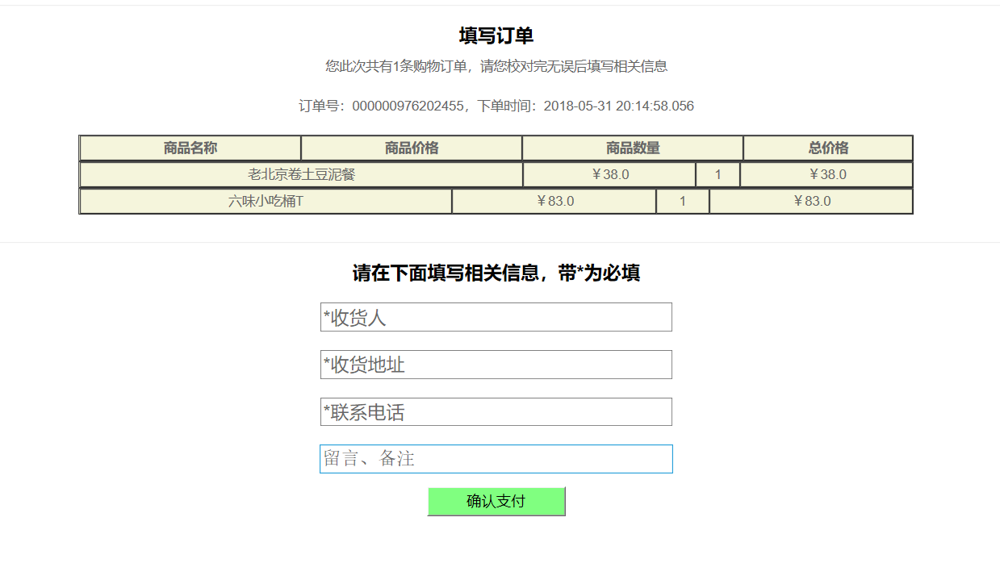 填写订单
您此次共有1条购物订单，请您校对完无误后填写相关信息
订单号：000000976202455，下单时间：2018-05-31 20:14:58.056
商品名称 商品价格 商品数量 总价格
老北京卷土豆泥餐 ￥38.0 1 ￥38.0
六味小吃桶T ￥83.0 1 ￥83.0
请在下面填写相关信息，带*为必填
*收货人
*收货地址
*联系电话
留言、备注
确认支付